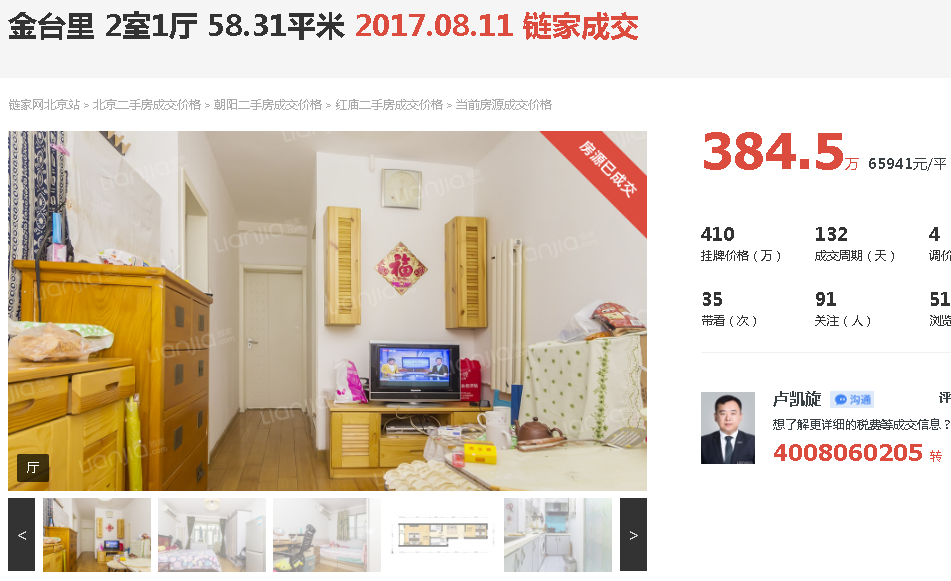 金台里 2室1厅 58.31平米 2017.08.11 链家成交
链家网北京站 > 北京二手房成交价格 > 朝阳二手房成交价格 > 红庙二手房成交价格 > 当前房源成交价格
房源已成交
lianjia
lianjia
lianjia
福
厅
<
>
384.5万 65941元/平
410 132 4
挂牌价格（万） 成交周期（天） 调价
35 91 51
带看（次） 关注（人） 浏览
卢凯旋 沟通 评
想了解更详细的税费等成交信息？
4008060205 转